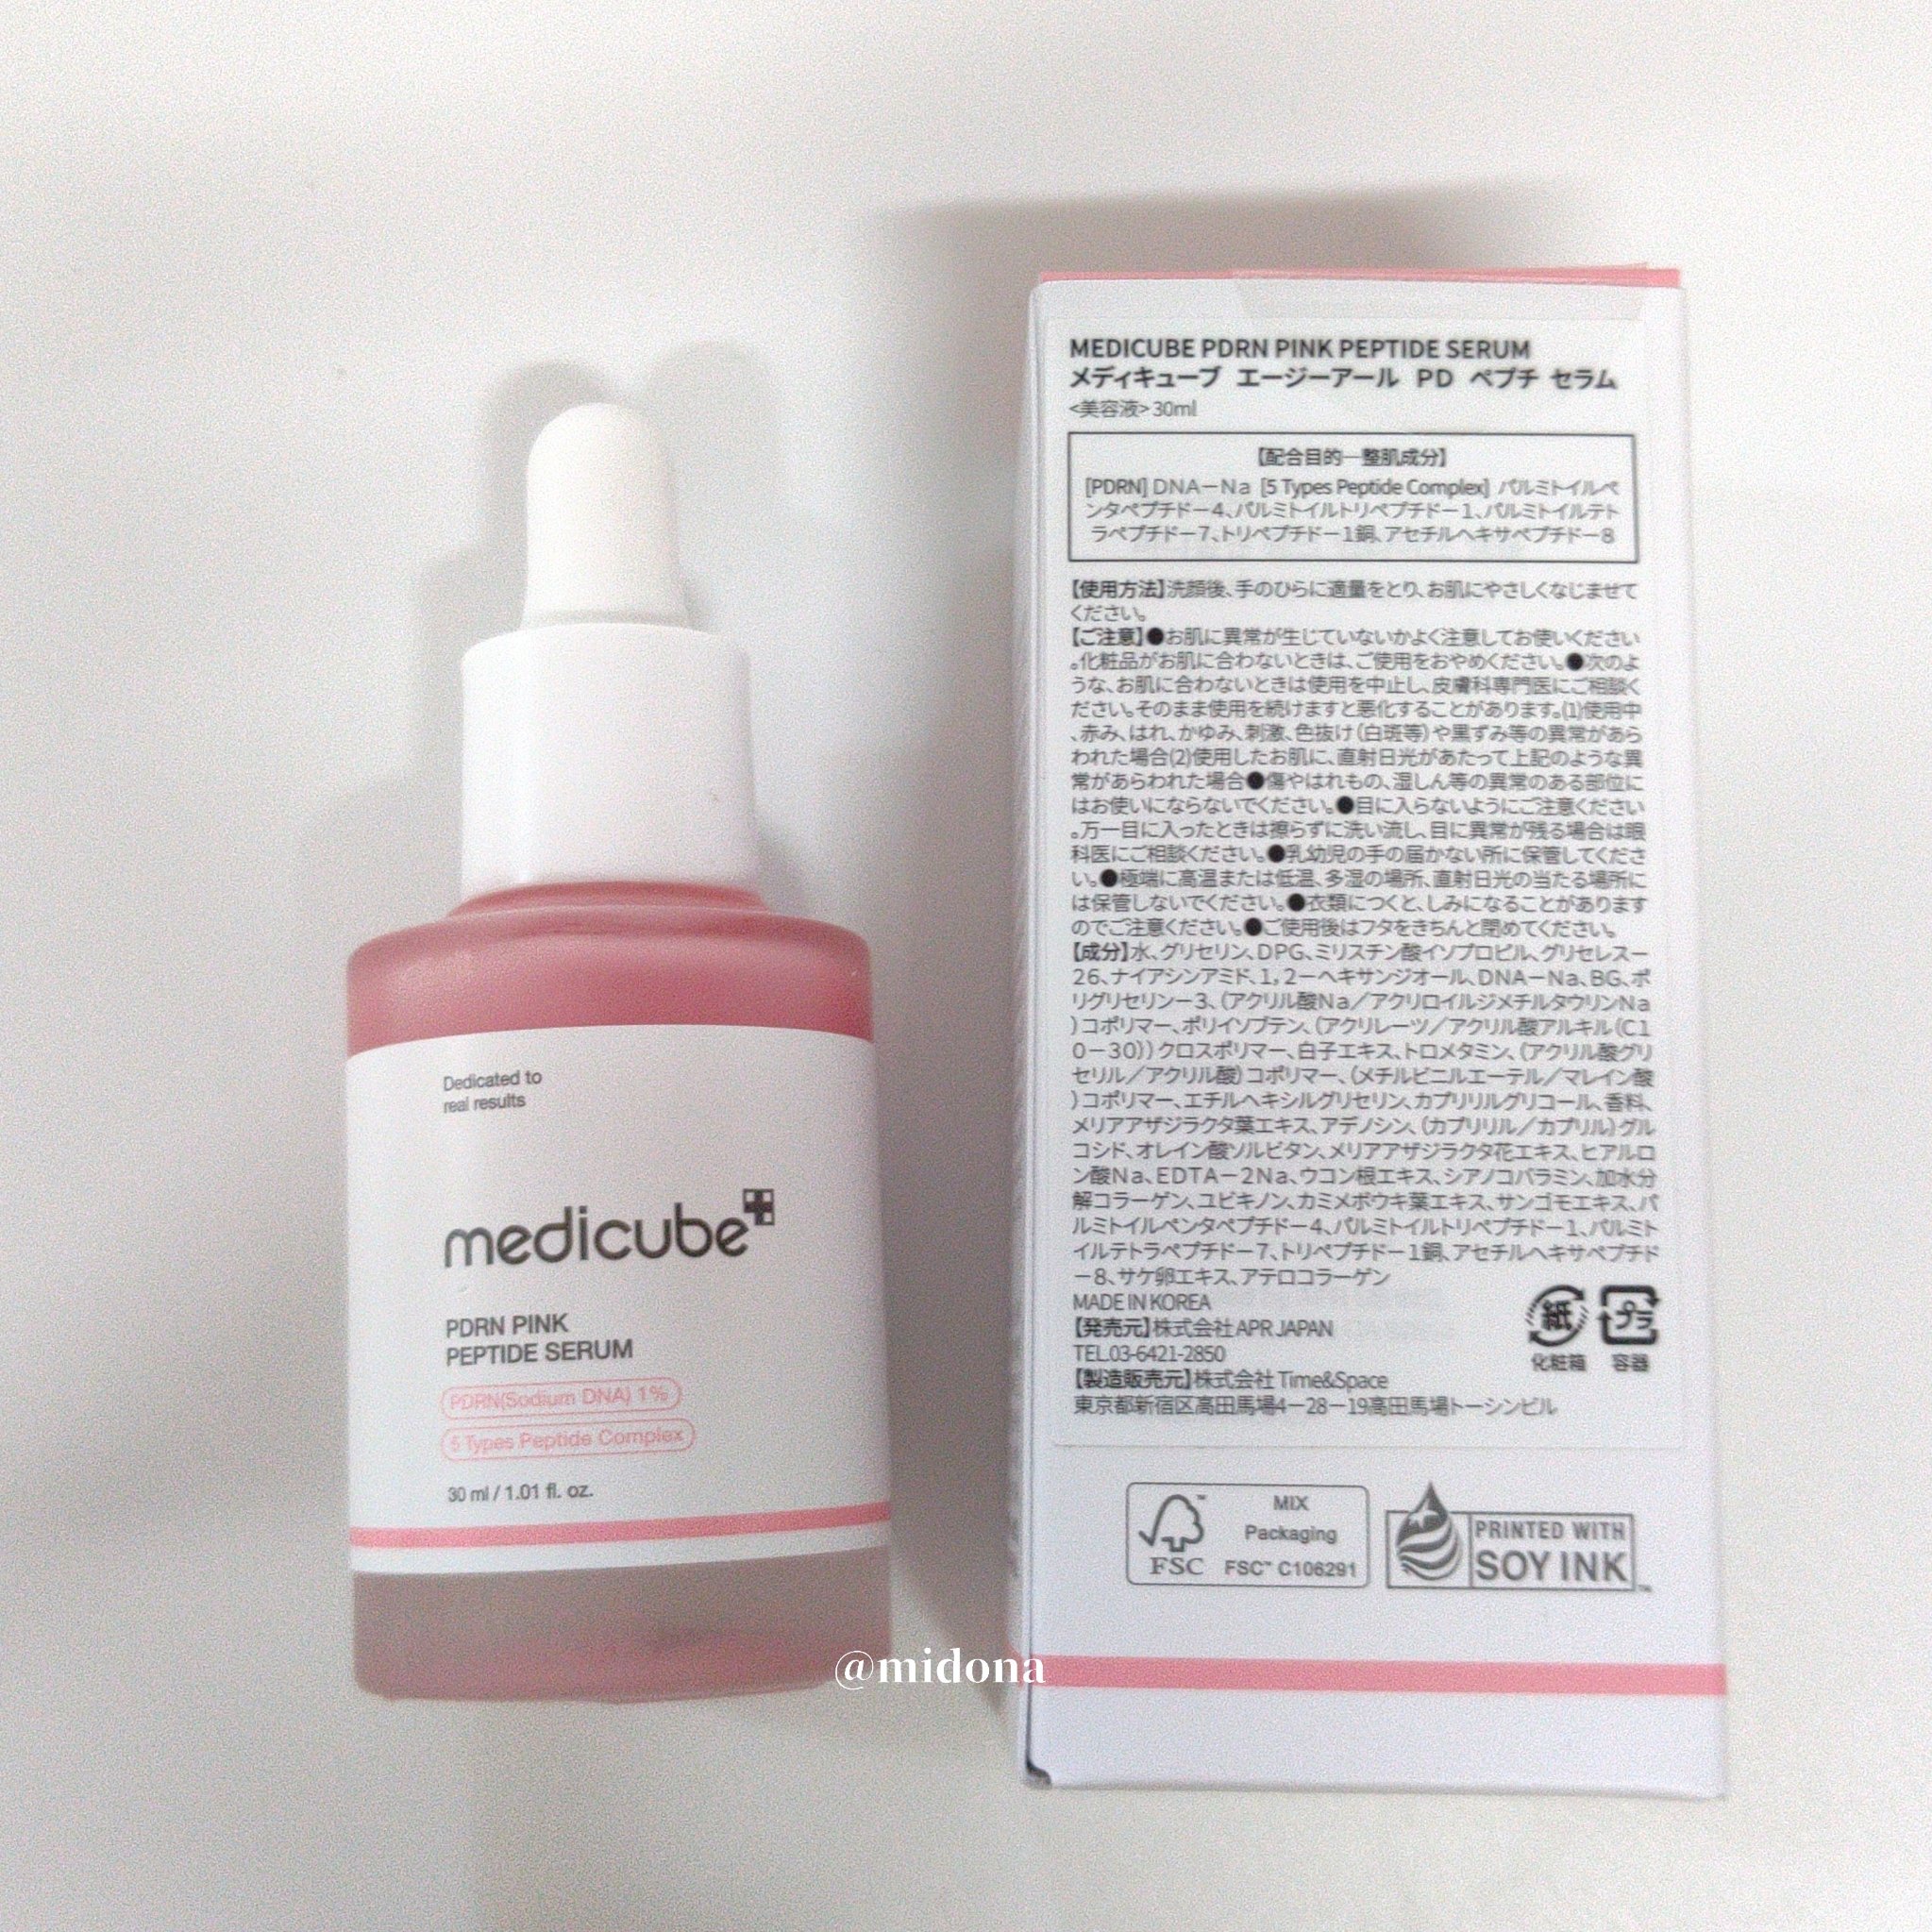 Dedicated to
real results
medicube
PDRN PINK
PEPTIDE SERUM
PDRN(Sodium DNA) 1%
5 Types Peptide Complex
30 ml / 1.01 fl. oz.
MEDICUBE PDRN PINK PEPTIDE SERUM
メディキューブ エージーアール PD ペプチ セラム
<美容液> 30ml
【配合目的―整肌成分】
[PDRN] DNA－Na [5 Types Peptide Complex] パルミトイルペ
ンタペプチド－4、パルミトイルトリペプチド－1、パルミトイルテト
ラペプチド－7、トリペプチド－1銅、アセチルヘキサペプチド－8
【使用方法】洗顔後、手のひらに適量をとり、お肌にやさしくなじませて
ください。
【ご注意】●お肌に異常が生じていないかよく注意してお使いください
。化粧品がお肌に合わないときは、ご使用をおやめください。●次のよ
うな、お肌に合わないときは使用を中止し、皮膚科専門医にご相談く
ださい。そのまま使用を続けますと悪化することがあります。(1)使用中
、赤み、はれ、かゆみ、刺激、色抜け(白斑等)や黒ずみ等の異常があら
われた場合(2)使用したお肌に、直射日光があたって上記のような異
常があらわれた場合●傷やはれもの、湿しん等の異常のある部位に
はお使いにならないでください。●目に入らないようにご注意ください
。万一目に入ったときは擦らずに洗い流し、目に異常が残る場合は眼
科医にご相談ください。●乳幼児の手の届かない所に保管してくださ
い。●極端に高温または低温、多湿の場所、直射日光の当たる場所に
は保管しないでください。●衣類につくと、しみになることがあります
のでご注意ください。●ご使用後はフタをきちんと閉めてください。
【成分】水、グリセリン、DPG、ミリスチン酸イソプロピル、グリセレス－
26、ナイアシンアミド、1，2－ヘキサンジオール、DNA－Na、BG、ポ
リグリセリン－3、(アクリル酸Na／アクリロイルジメチルタウリンNa
)コポリマー、ポリイソブテン、(アクリレーツ／アクリル酸アルキル(C1
0－30))クロスポリマー、白子エキス、トロメタミン、(アクリル酸グリ
セリル／アクリル酸)コポリマー、(メチルビニルエーテル／マレイン酸
)コポリマー、エチルヘキシルグリセリン、カプリリルグリコール、香料、
メリアアザジラクタ葉エキス、アデノシン、(カプリリル／カプリル)グル
コシド、オレイン酸ソルビタン、メリアアザジラクタ花エキス、ヒアルロ
ン酸Na、EDTA－2Na、ウコン根エキス、シアノコバラミン、加水分
解コラーゲン、ユビキノン、カミメボウキ葉エキス、サンゴモエキス、パ
ルミトイルペンタペプチド－4、パルミトイルトリペプチド－1、パルミト
イルテトラペプチド－7、トリペプチド－1銅、アセチルヘキサペプチド
－8、サケ卵エキス、アテロコラーゲン
MADE IN KOREA
【発売元】株式会社 APR JAPAN
TEL.03-6421-2850
【製造販売元】株式会社 Time&Space
東京都新宿区高田馬場4－28－19高田馬場トーシンビル
紙
化粧箱
プラ
容器
FSC
MIX
Packaging
FSC™ C106291
PRINTED WITH
SOY INK
@midona